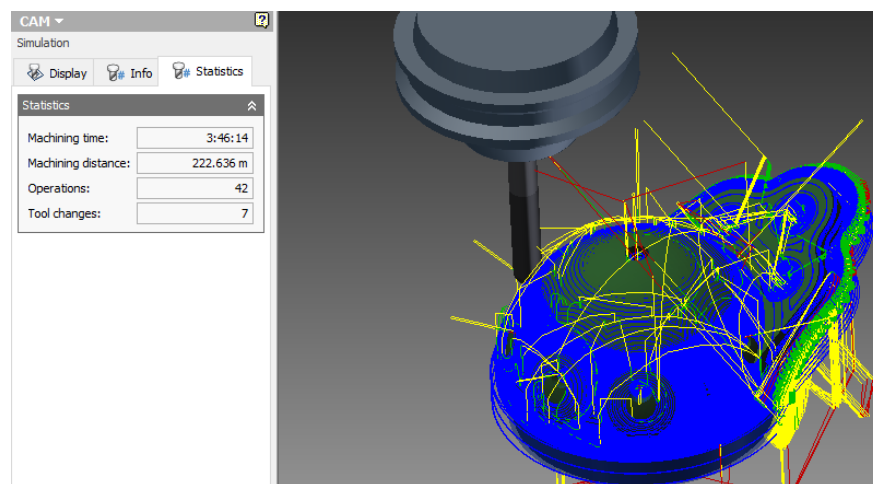 CAM
Simulation
Display
Info
Statistics
Statistics
Machining time: 3:46:14
Machining distance: 222.636 m
Operations: 42
Tool changes: 7